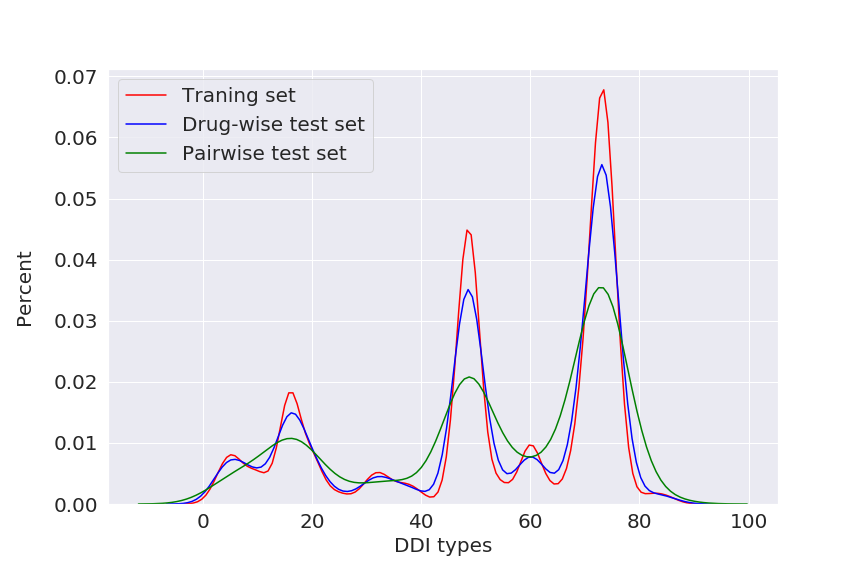 0.07
0.06
0.05
0.04
0.03
0.02
0.01
0.00
Percent
Traning set
Drug-wise test set
Pairwise test set
0 20 40 60 80 100
DDI types